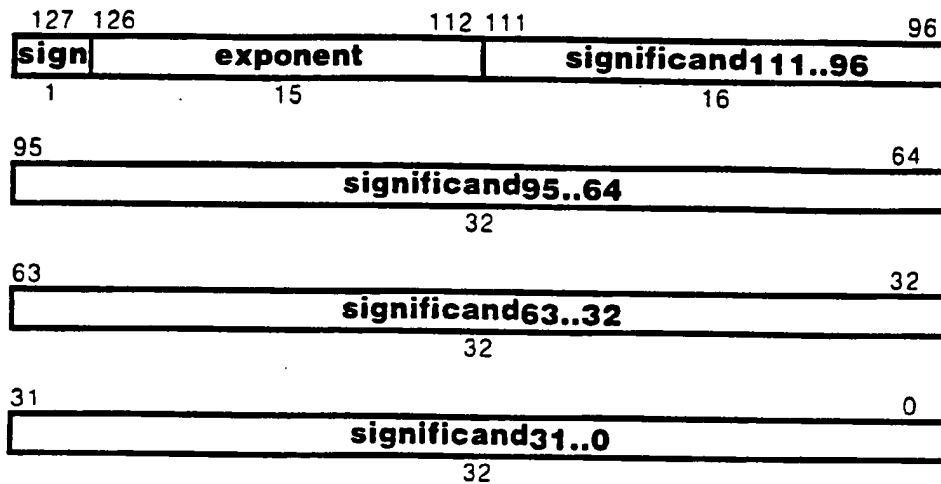 127 126 112 111 96
sign exponent significand111..96
1 15 16
95 64
significand95..64
32
63 32
significand63..32
32
31 0
significand31..0
32